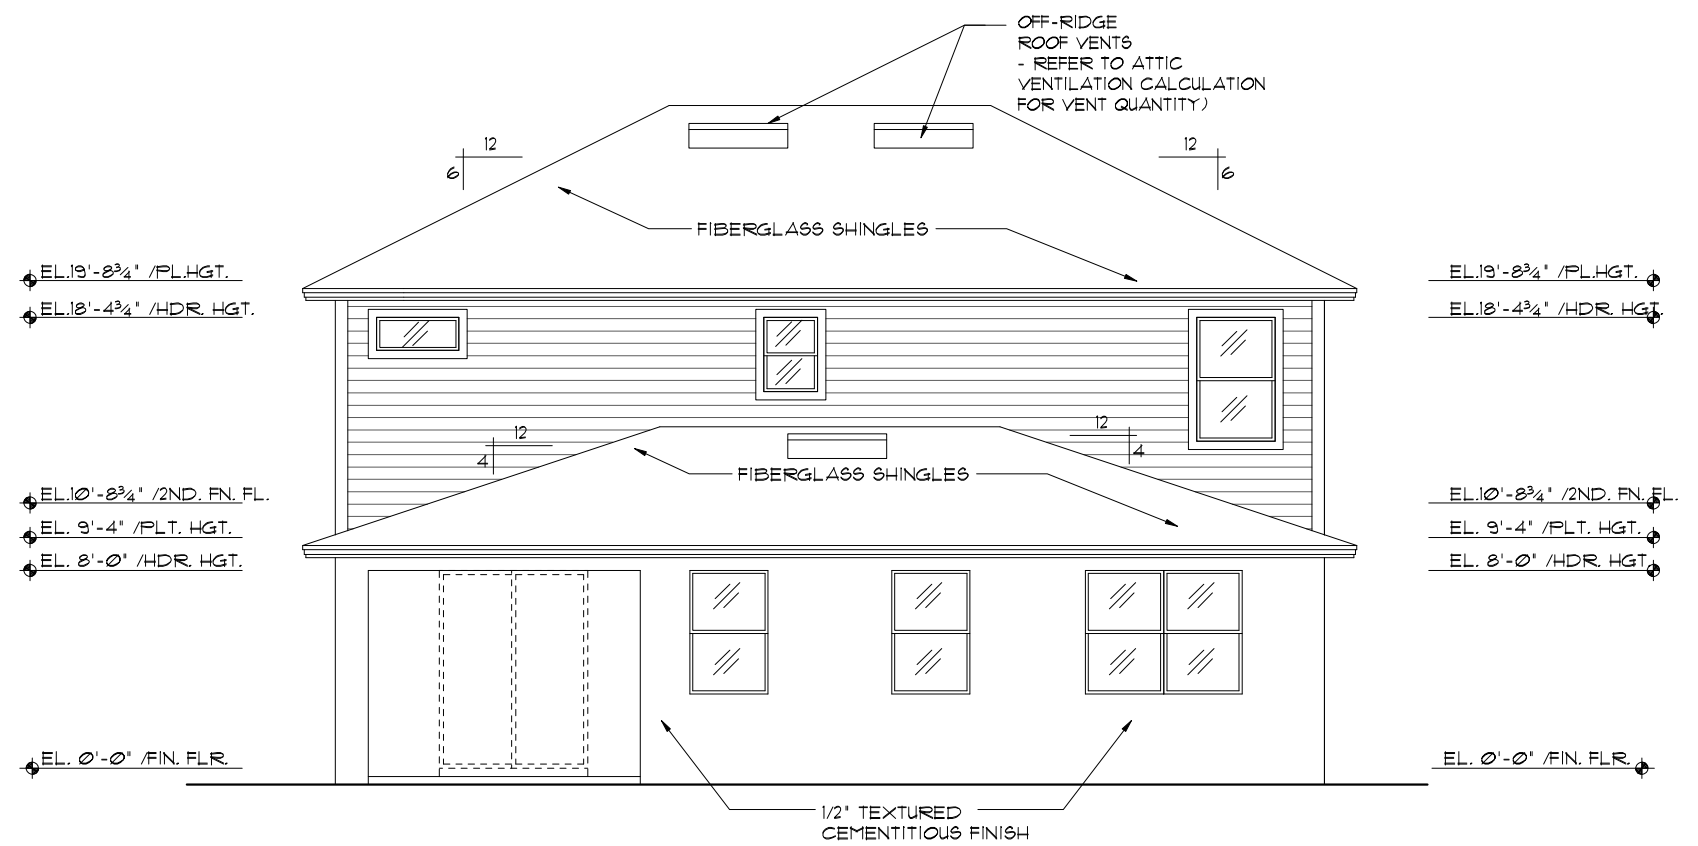 OFF-RIDGE
ROOF VENTS
- REFER TO ATTIC
VENTILATION CALCULATION
FOR VENT QUANTITY)
12
6
12
6
FIBERGLASS SHINGLES
EL.19'-8¾" /PL.HGT.
EL.19'-8¾" /PL.HGT.
EL.18'-4¾" /HDR. HGT.
EL.18'-4¾" /HDR. HGT.
12
4
12
4
FIBERGLASS SHINGLES
EL.10'-8¾" /2ND. FN. FL.
EL.10'-8¾" /2ND. FN. FL.
EL. 9'-4" /PLT. HGT.
EL. 9'-4" /PLT. HGT.
EL. 8'-0" /HDR. HGT.
EL. 8'-0" /HDR. HGT.
EL. 0'-0" /FIN. FLR.
EL. 0'-0" /FIN. FLR.
1/2" TEXTURED
CEMENTITIOUS FINISH